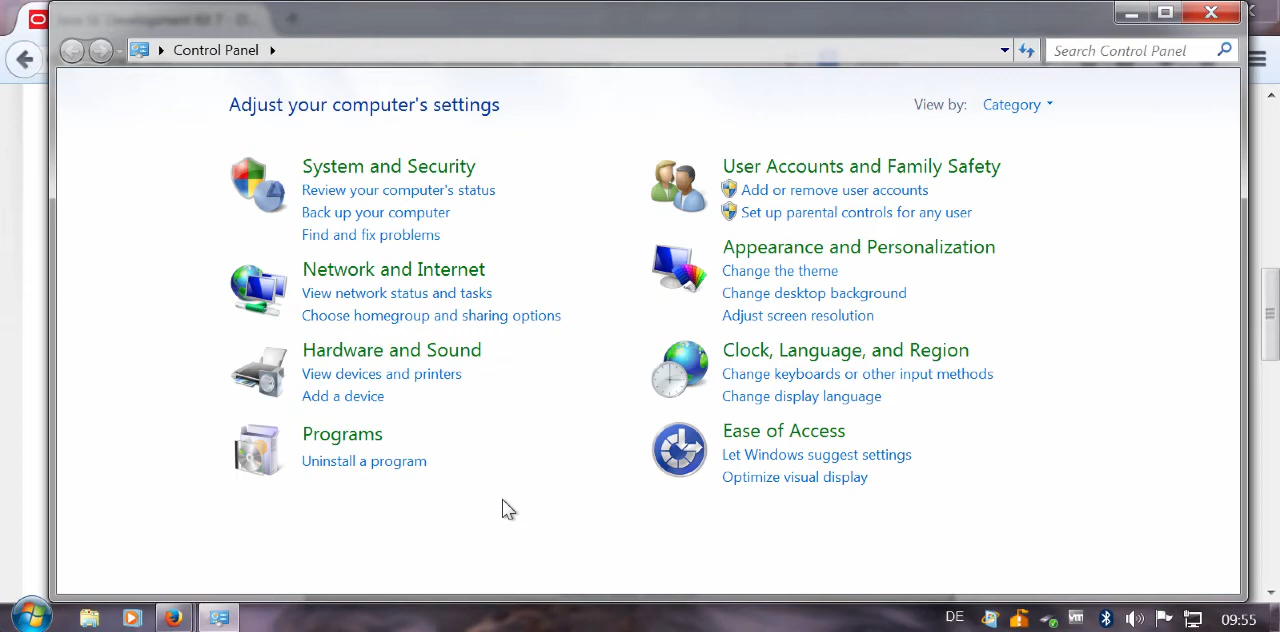 Control Panel
Search Control Panel
Adjust your computer's settings
View by: Category
System and Security
Review your computer's status
Back up your computer
Find and fix problems
Network and Internet
View network status and tasks
Choose homegroup and sharing options
Hardware and Sound
View devices and printers
Add a device
Programs
Uninstall a program
User Accounts and Family Safety
Add or remove user accounts
Set up parental controls for any user
Appearance and Personalization
Change the theme
Change desktop background
Adjust screen resolution
Clock, Language, and Region
Change keyboards or other input methods
Change display language
Ease of Access
Let Windows suggest settings
Optimize visual display
DE
09:55